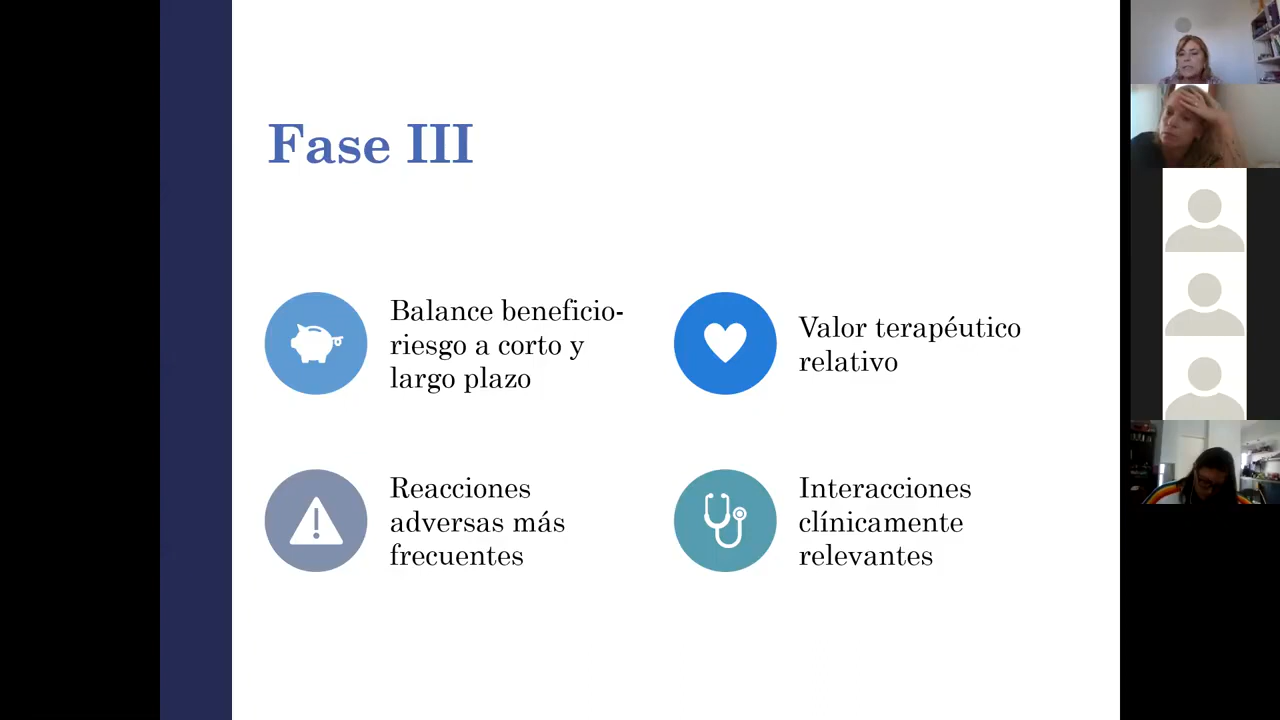 Fase III
Balance beneficio-
riesgo a corto y
largo plazo
Valor terapéutico
relativo
Reacciones
adversas más
frecuentes
Interacciones
clínicamente
relevantes